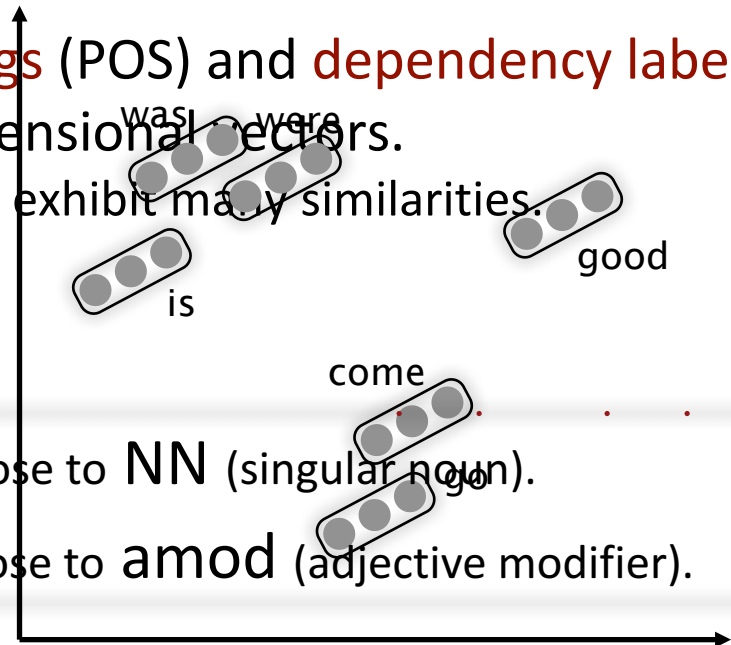 gs (POS) and dependency labe
was were
ensional vectors.
exhibit many similarities.
good
is
come
ose to NN (singular noun).
go
ose to amod (adjective modifier).